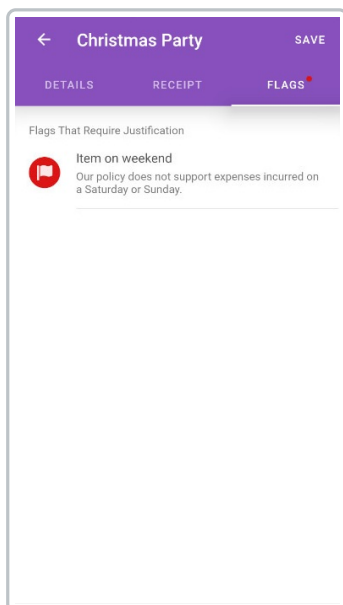 Christmas Party SAVE
DETAILS RECEIPT FLAGS
Flags That Require Justification
Item on weekend
Our policy does not support expenses incurred on
a Saturday or Sunday.